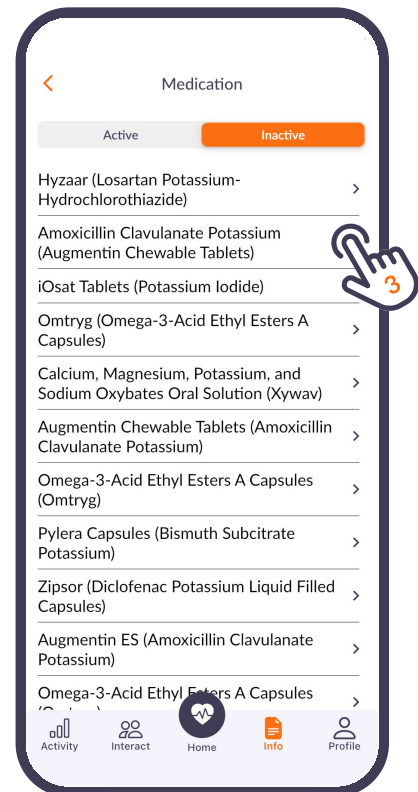 Medication
Active
Inactive
Hyzaar (Losartan Potassium-
Hydrochlorothiazide)
Amoxicillin Clavulanate Potassium
(Augmentin Chewable Tablets)
iOsat Tablets (Potassium Iodide)
3
Omtryg (Omega-3-Acid Ethyl Esters A
Capsules)
Calcium, Magnesium, Potassium, and
Sodium Oxybates Oral Solution (Xywav)
Augmentin Chewable Tablets (Amoxicillin
Clavulanate Potassium)
Omega-3-Acid Ethyl Esters A Capsules
(Omtryg)
Pylera Capsules (Bismuth Subcitrate
Potassium)
Zipsor (Diclofenac Potassium Liquid Filled
Capsules)
Augmentin ES (Amoxicillin Clavulanate
Potassium)
Omega-3-Acid Ethyl Esters A Capsules
Activity
Interact
Home
Info
Profile